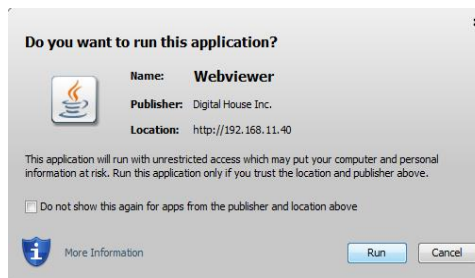 Do you want to run this application?
Name: Webviewer
Publisher: Digital House Inc.
Location: http://192.168.11.40
This application will run with unrestricted access which may put your computer and personal
information at risk. Run this application only if you trust the location and publisher above.
Do not show this again for apps from the publisher and location above
More Information
Run
Cancel